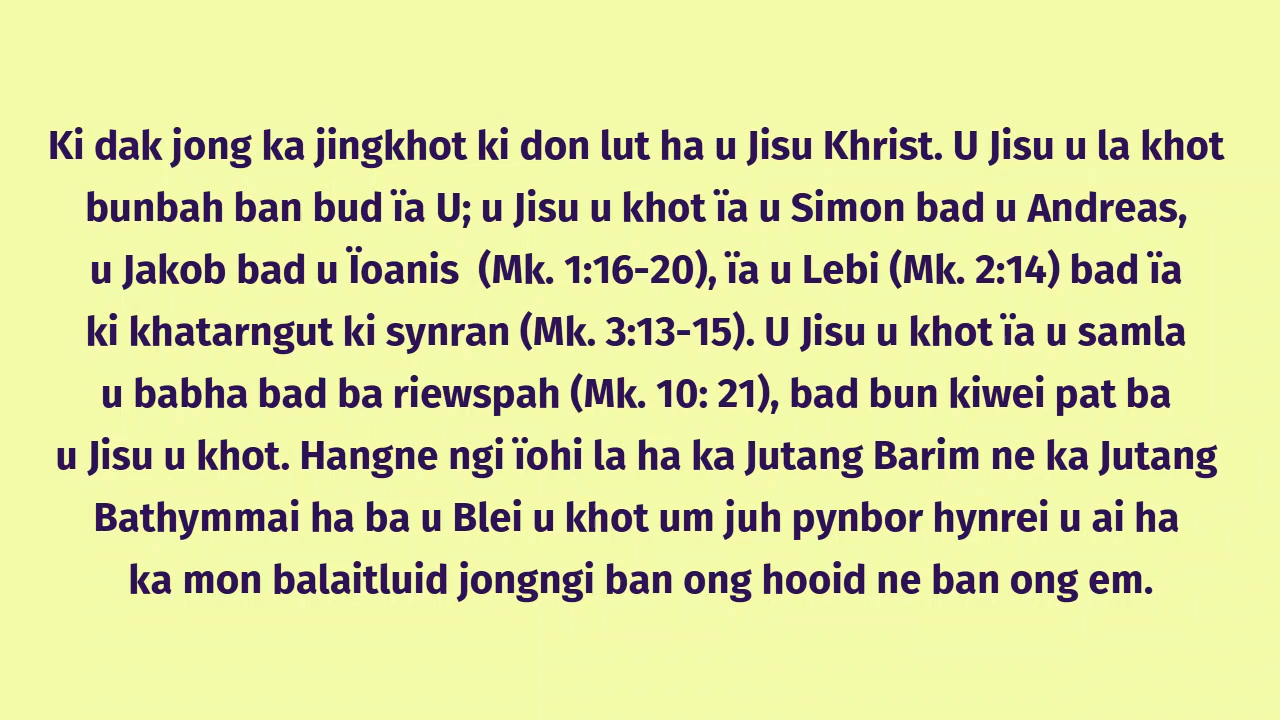 Ki dak jong ka jingkhot ki don lut ha u Jisu Khrist. U Jisu u la khot
bunbah ban bud ïa U; u Jisu u khot ïa u Simon bad u Andreas,
u Jakob bad u Ïoanis  (Mk. 1:16-20), ïa u Lebi (Mk. 2:14) bad ïa
ki khatarngut ki synran (Mk. 3:13-15). U Jisu u khot ïa u samla
u babha bad ba riewspah (Mk. 10: 21), bad bun kiwei pat ba
u Jisu u khot. Hangne ngi ïohi la ha ka Jutang Barim ne ka Jutang
Bathymmai ha ba u Blei u khot um juh pynbor hynrei u ai ha
ka mon balaitluid jongngi ban ong hooid ne ban ong em.